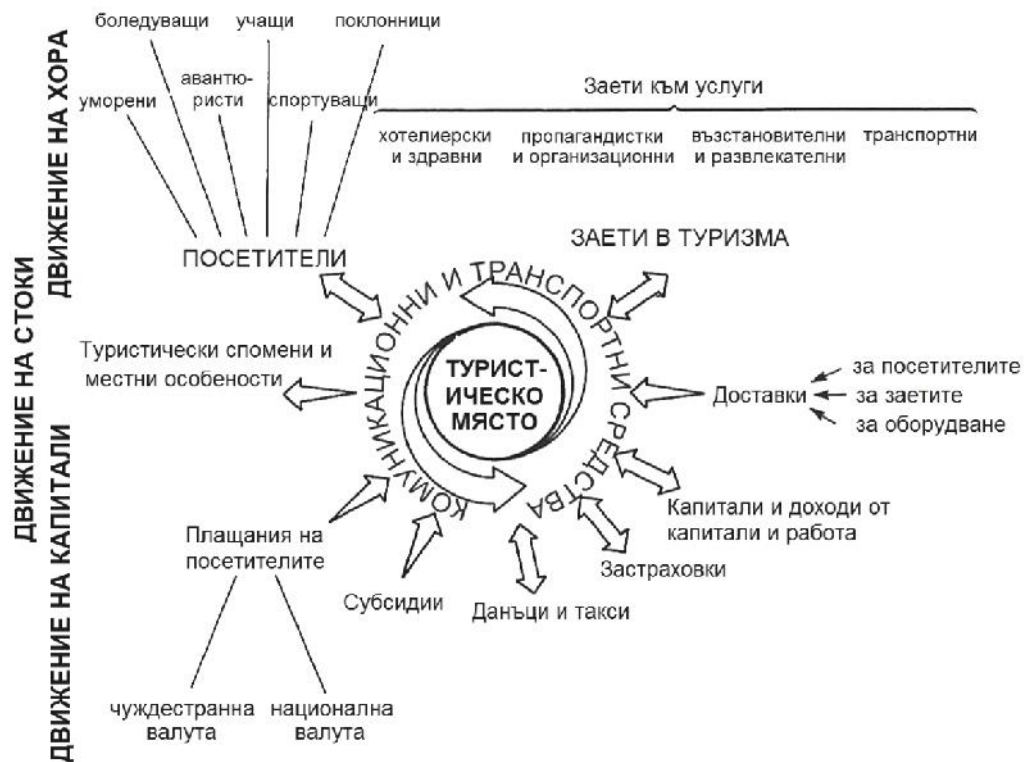 боледуващи учащи поклонници
уморени
авантю-
ристи
спортуващи
Заети към услуги
хотелиерски
и здравни
пропагандистки
и организационни
възстановителни
и развлекателни
транспортни
ПОСЕТИТЕЛИ
ЗАЕТИ В ТУРИЗМА
ДВИЖЕНИЕ НА ХОРА
ДВИЖЕНИЕ НА СТОКИ
ДВИЖЕНИЕ НА КАПИТАЛИ
КОМУНИКАЦИОННИ И ТРАНСПОРТНИ СРЕДСТВА
ТУРИСТ-
ИЧЕСКО
МЯСТО
Туристически спомени и
местни особености
Доставки
за посетителите
за заетите
за оборудване
Капитали и доходи от
капитали и работа
Застраховки
Данъци и такси
Субсидии
Плащания на
посетителите
чуждестранна
валута
национална
валута